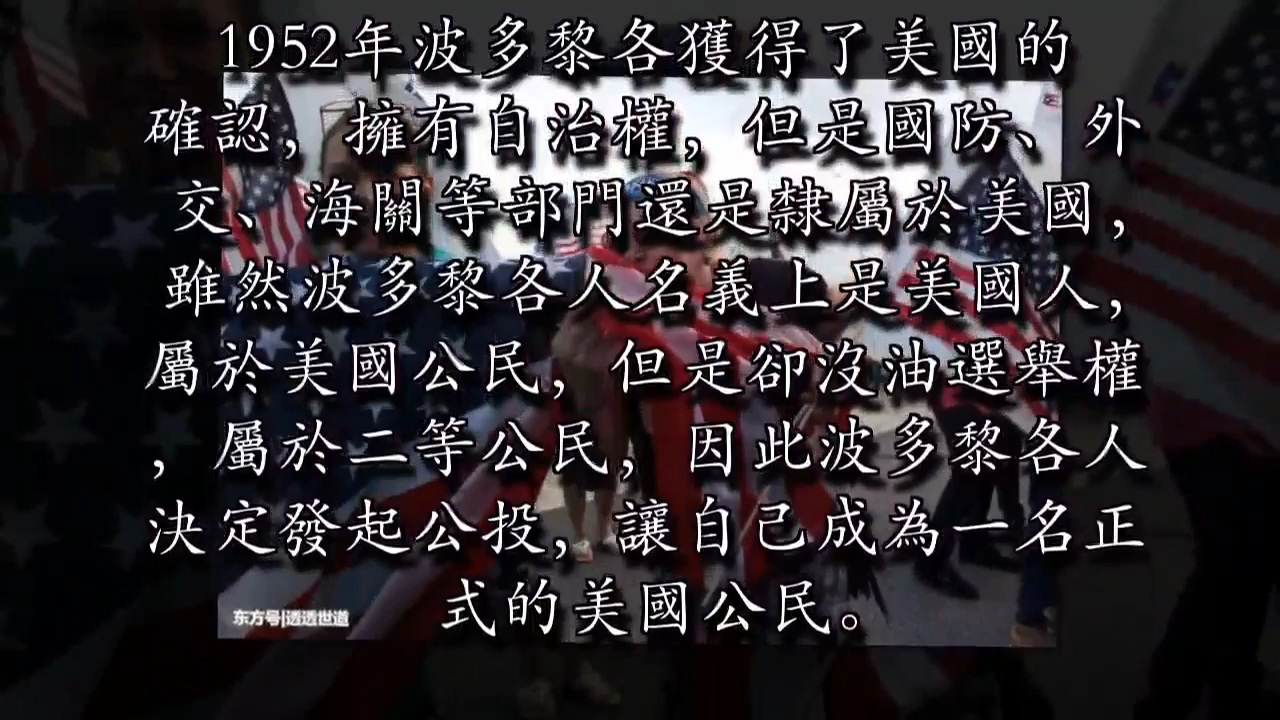 1952年波多黎各獲得了美國的
確認，擁有自治權，但是國防、外
交、海關等部門還是隸屬於美國，
雖然波多黎各人名義上是美國人，
屬於美國公民，但是卻沒油選舉權
，屬於二等公民，因此波多黎各人
決定發起公投，讓自己成為一名正
式的美國公民。
东方号|透透世道